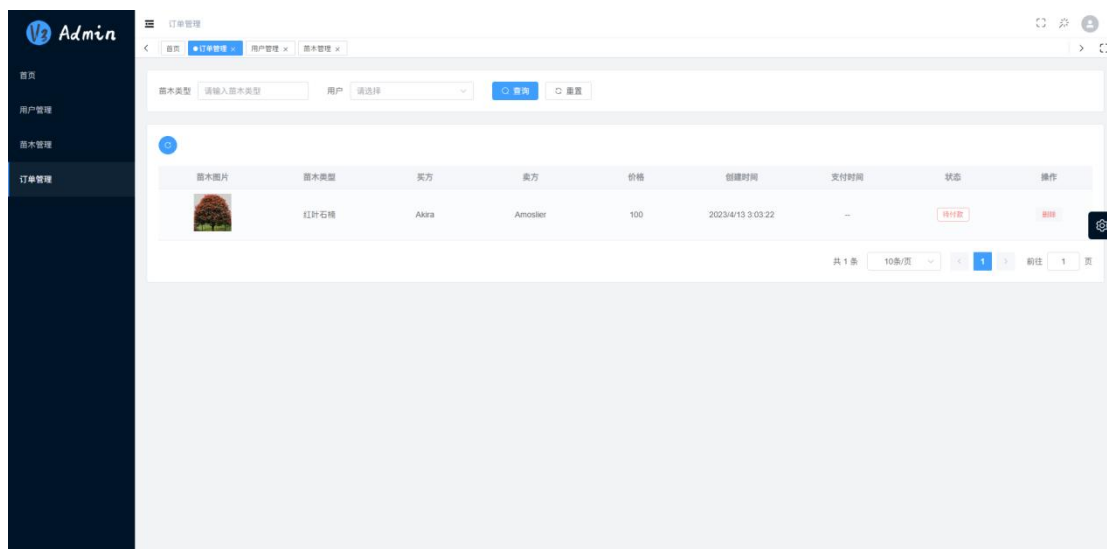 V3 Admin
订单管理
首页 订单管理 × 用户管理 × 苗木管理 ×
首页
用户管理
苗木管理
订单管理
苗木类型 请输入苗木类型 用户 请选择 查询 重置
苗木图片 苗木类型 买方 卖方 价格 创建时间 支付时间 状态 操作
红叶石楠 Akira Amoslier 100 2023/4/13 3:03:22 -- 待付款 删除
共 1 条 10条/页 1 前往 1 页